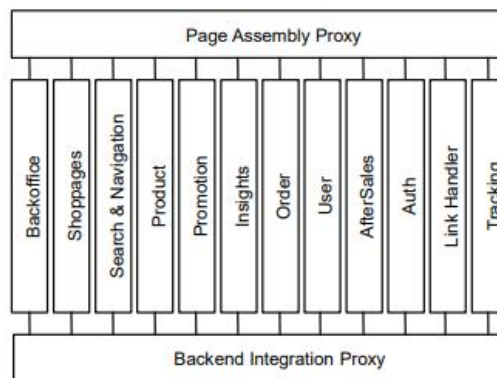 Page Assembly Proxy
Backoffice
Shoppages
Search & Navigation
Product
Promotion
Insights
Order
User
AfterSales
Auth
Link Handler
Tracking
Backend Integration Proxy